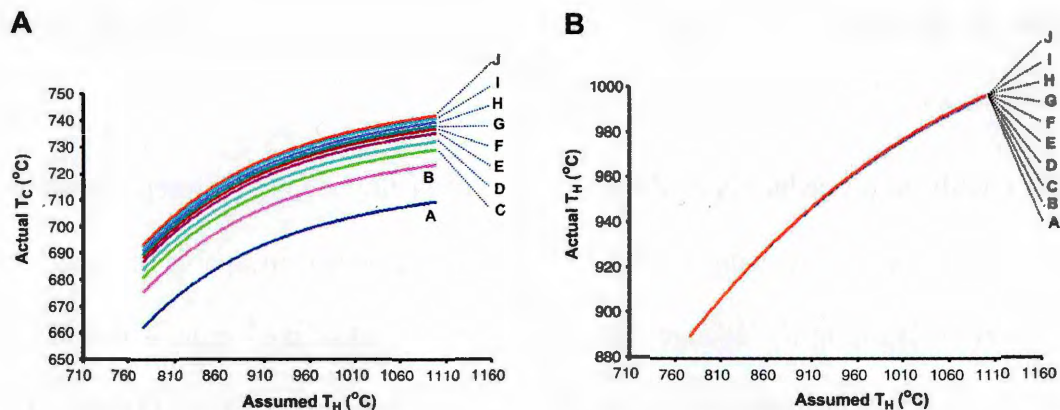 A
B
J
I
H
G
F
E
D
C
B
A
Actual T_C (°C)
750
740
730
720
710
700
690
680
670
660
650
710 760 810 860 910 960 1010 1060 1110 1160
Assumed T_H (°C)
J
I
H
G
F
E
D
C
B
A
Actual T_H (°C)
1000
980
960
940
920
900
880
710 760 810 860 910 960 1010 1060 1110 1160
Assumed T_H (°C)